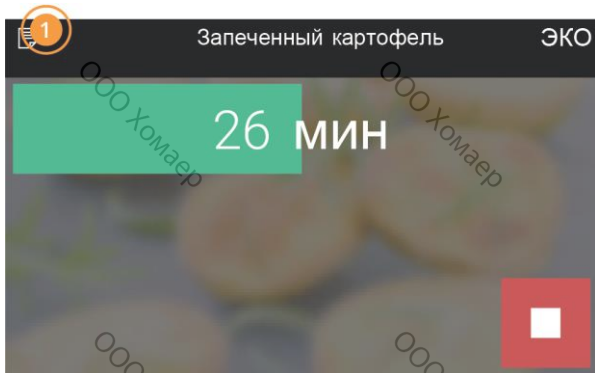 1
Запеченный картофель
ЭКО
ООО Хомаер
ООО Хомаер
26 мин
ООО
ООО